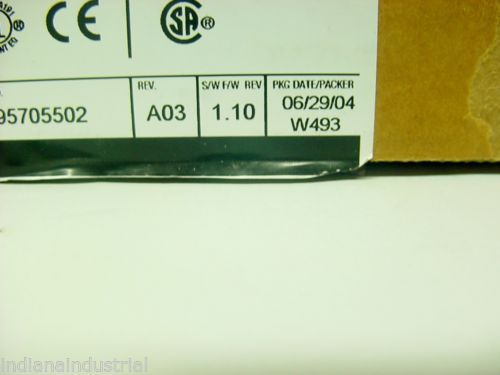 CE
SA
REV.
S/W F/W REV
PKG DATE/PACKER
95705502
A03
1.10
06/29/04
W493
indianaindustrial